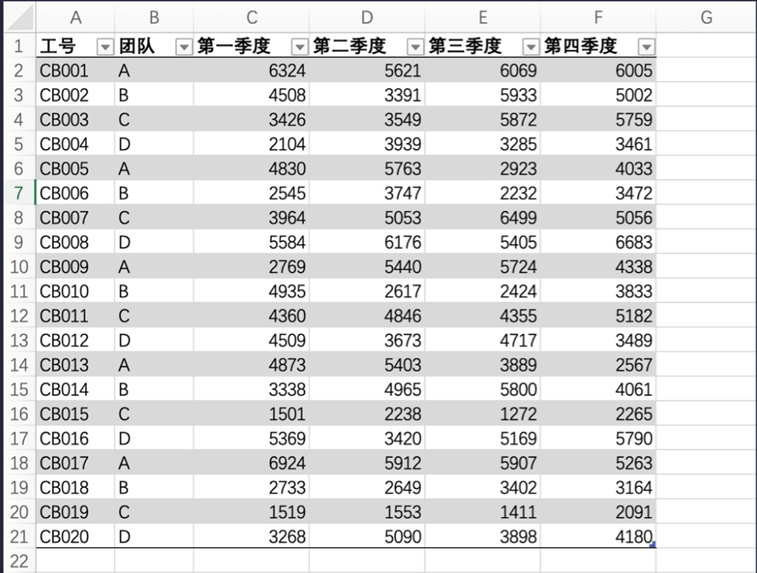 A B C D E F G
1 工号 团队 第一季度 第二季度 第三季度 第四季度
2 CB001 A 6324 5621 6069 6005
3 CB002 B 4508 3391 5933 5002
4 CB003 C 3426 3549 5872 5759
5 CB004 D 2104 3939 3285 3461
6 CB005 A 4830 5763 2923 4033
7 CB006 B 2545 3747 2232 3472
8 CB007 C 3964 5053 6499 5056
9 CB008 D 5584 6176 5405 6683
10 CB009 A 2769 5440 5724 4338
11 CB010 B 4935 2617 2424 3833
12 CB011 C 4360 4846 4355 5182
13 CB012 D 4509 3673 4717 3489
14 CB013 A 4873 5403 3889 2567
15 CB014 B 3338 4965 5800 4061
16 CB015 C 1501 2238 1272 2265
17 CB016 D 5369 3420 5169 5790
18 CB017 A 6924 5912 5907 5263
19 CB018 B 2733 2649 3402 3164
20 CB019 C 1519 1553 1411 2091
21 CB020 D 3268 5090 3898 4180
22